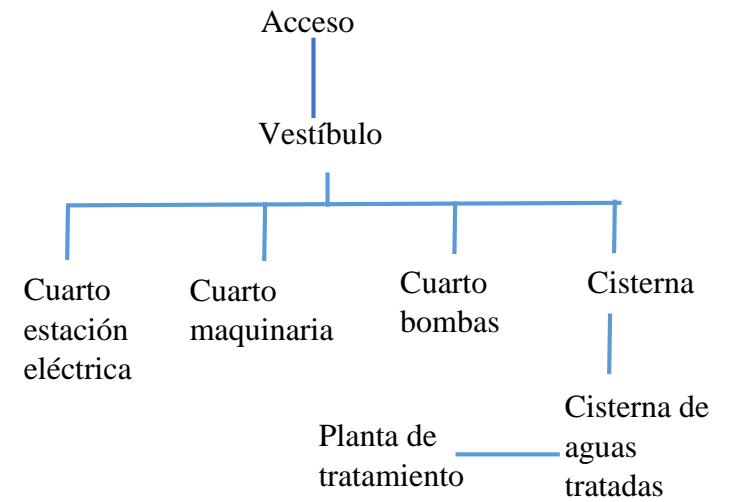 Acceso
Vestíbulo
Cuarto
estación
eléctrica
Cuarto
maquinaria
Cuarto
bombas
Cisterna
Planta de
tratamiento
Cisterna de
aguas
tratadas